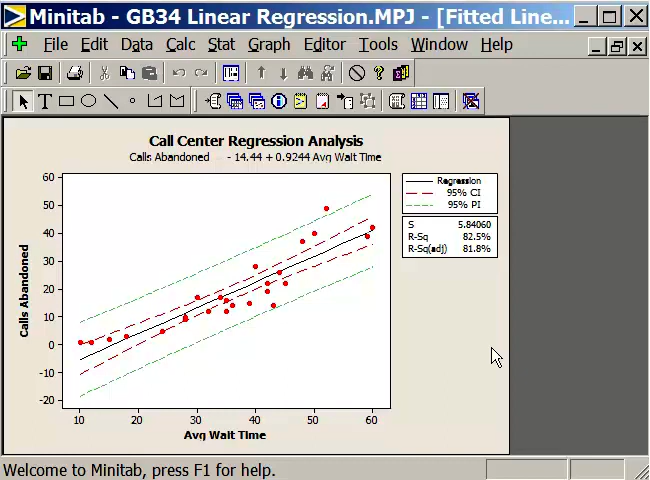 Minitab - GB34 Linear Regression.MPJ - [Fitted Line...
File Edit Data Calc Stat Graph Editor Tools Window Help
Call Center Regression Analysis
Calls Abandoned - 14.44 + 0.9244 Avg Wait Time
Regression
95% CI
95% PI
S 5.84060
R-Sq 82.5%
R-Sq(adj) 81.8%
Calls Abandoned
60
50
40
30
20
10
0
-10
-20
10 20 30 40 50 60
Avg Wait Time
Welcome to Minitab, press F1 for help.